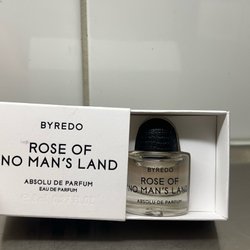 BYREDO
ROSE OF
NO MAN'S LAND
ABSOLU DE PARFUM
EAU DE PARFUM
BYREDO
ROSE OF
NO MAN'S LAND
ABSOLU DE PARFUM